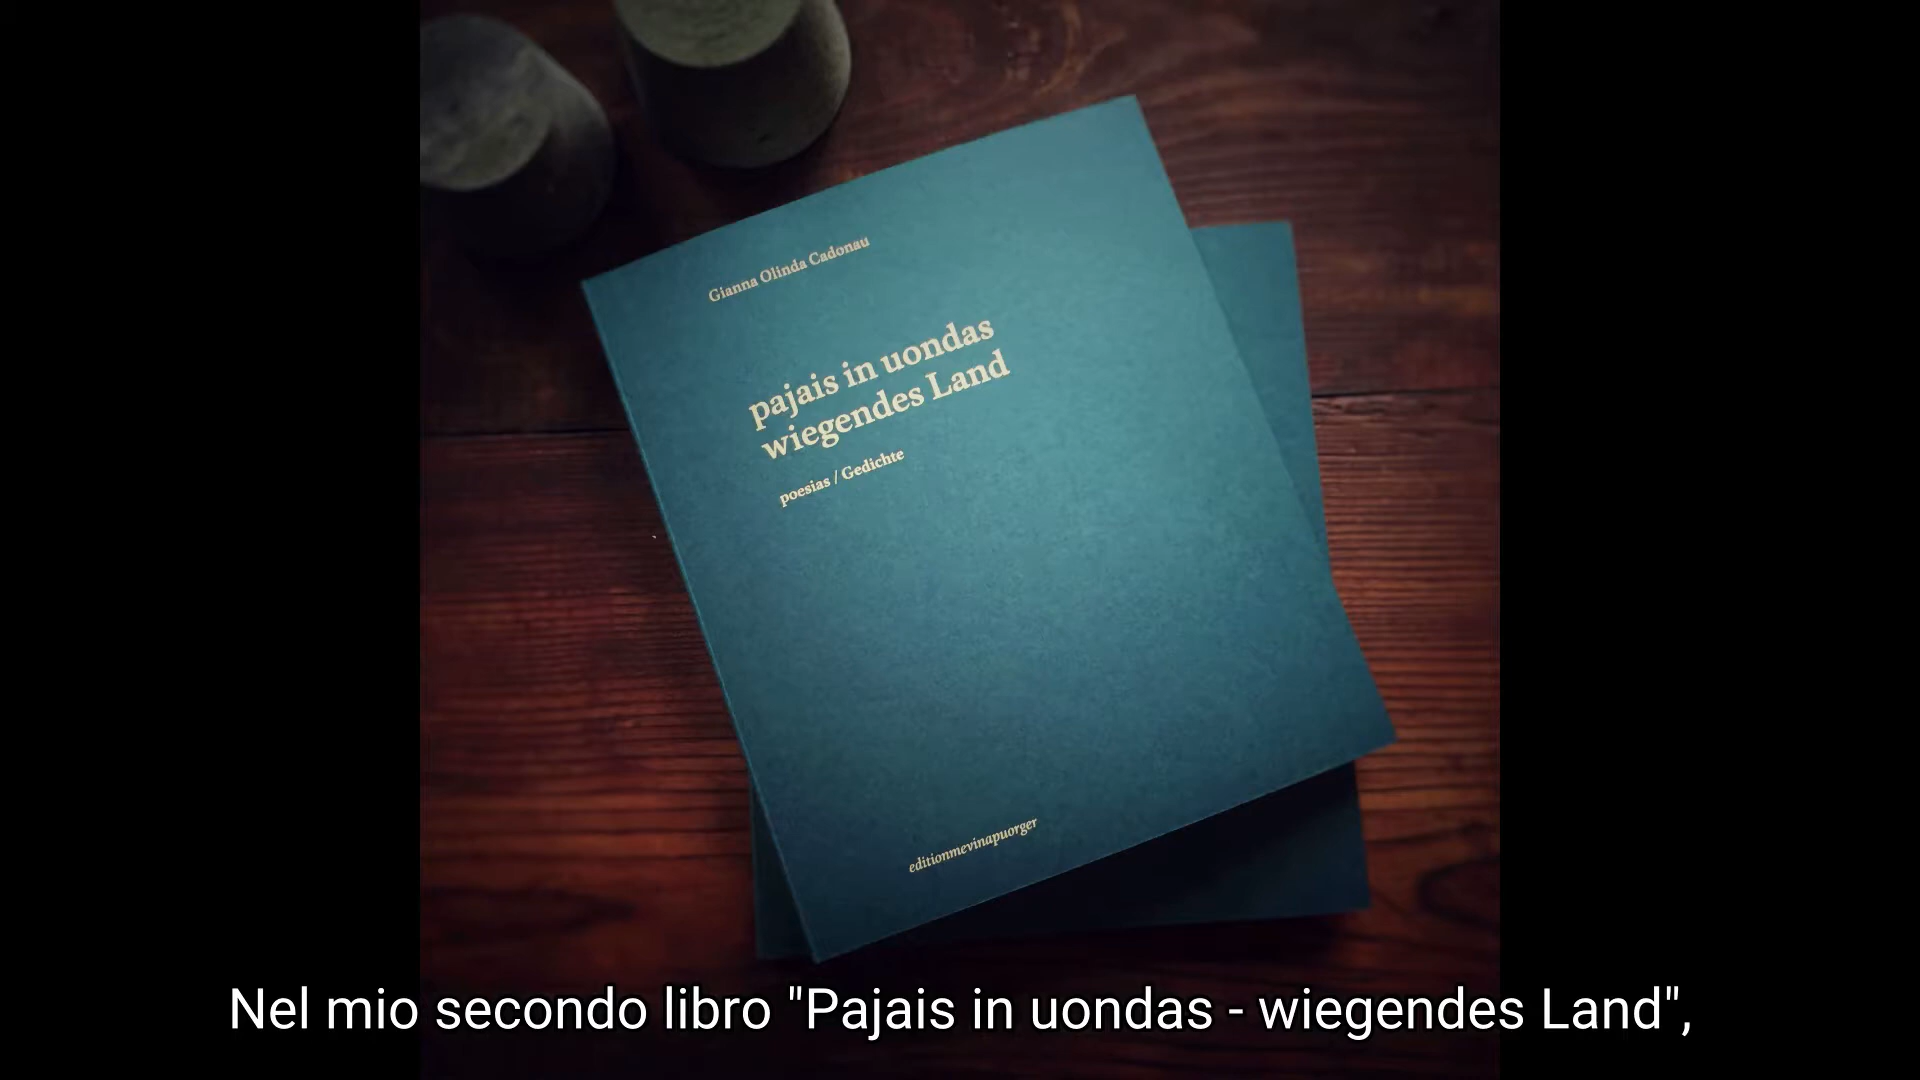 Gianna Olinda Cadonau
pajais in uondas
wiegendes Land
poesias / Gedichte
editionmevinapuorger
Nel mio secondo libro "Pajais in uondas - wiegendes Land",